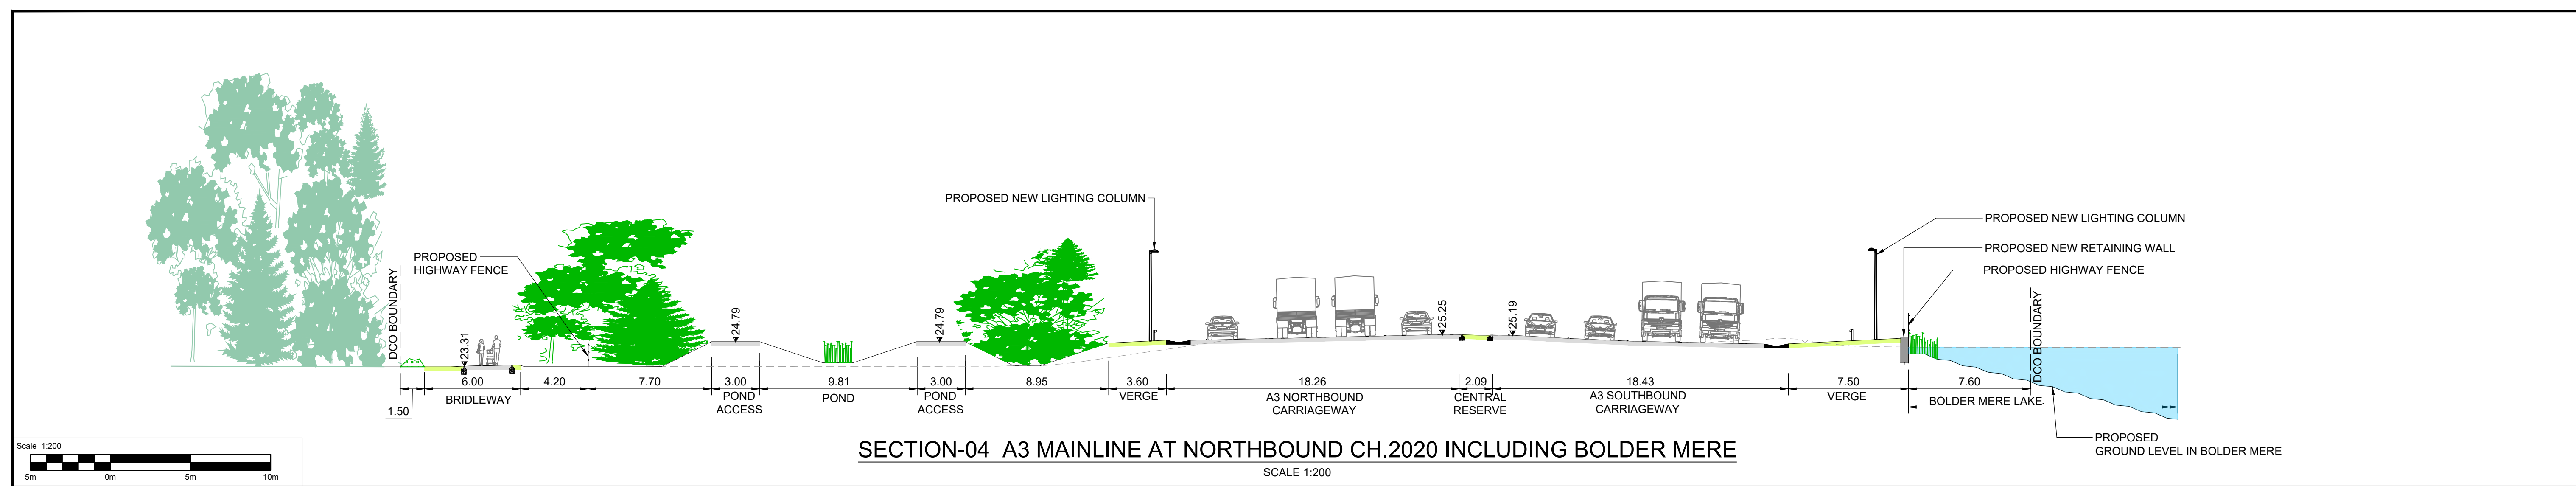 PROPOSED NEW LIGHTING COLUMN
PROPOSED NEW LIGHTING COLUMN
PROPOSED NEW RETAINING WALL
PROPOSED HIGHWAY FENCE
PROPOSED
HIGHWAY FENCE
DCO BOUNDARY
23.31
24.79
24.79
25.25
25.19
DCO BOUNDARY
1.50
6.00
BRIDLEWAY
4.20
7.70
3.00
POND
ACCESS
9.81
POND
3.00
POND
ACCESS
8.95
3.60
VERGE
18.26
A3 NORTHBOUND
CARRIAGEWAY
2.09
CENTRAL
RESERVE
18.43
A3 SOUTHBOUND
CARRIAGEWAY
7.50
VERGE
7.60
BOLDER MERE LAKE
PROPOSED
GROUND LEVEL IN BOLDER MERE
SECTION-04 A3 MAINLINE AT NORTHBOUND CH.2020 INCLUDING BOLDER MERE
SCALE 1:200
Scale 1:200
5m 0m 5m 10m